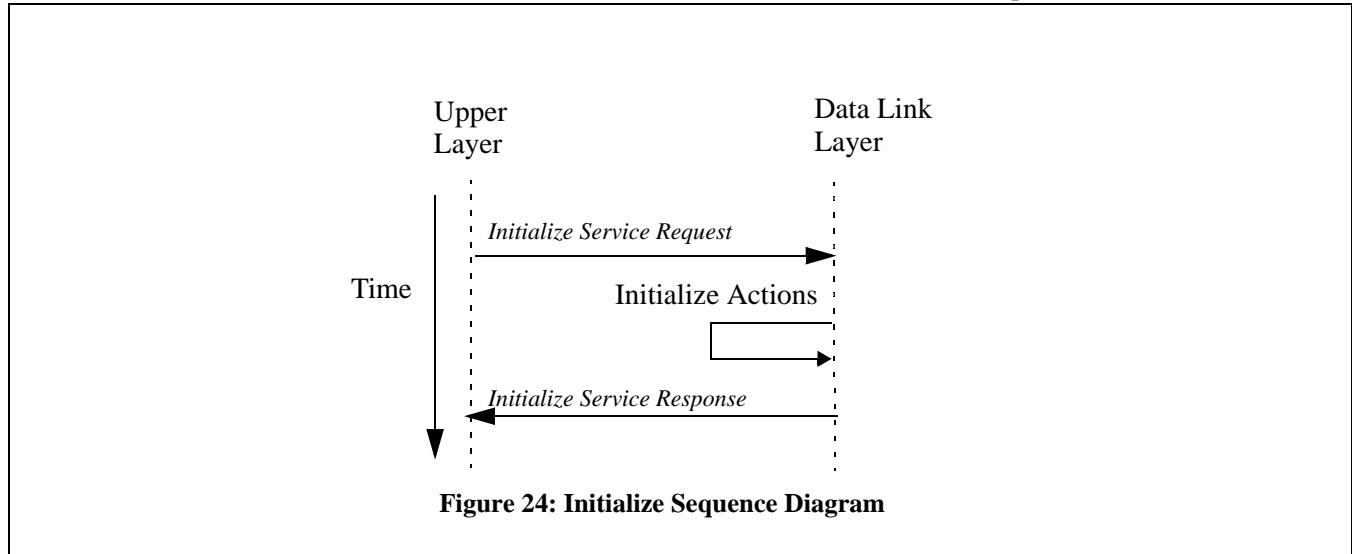 Upper
Layer
Data Link
Layer
Initialize Service Request
Time
Initialize Actions
Initialize Service Response
Figure 24: Initialize Sequence Diagram